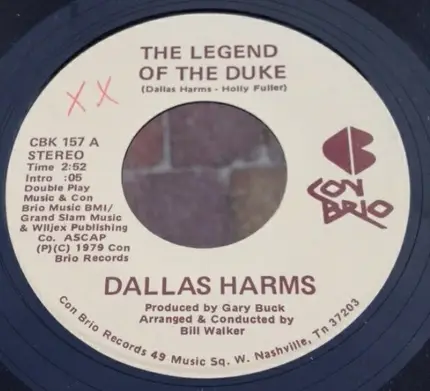 THE LEGEND
OF THE DUKE
(Dallas Harms - Holly Fuller)
XX
CBK 157 A
STEREO
Time 2:52
Intro :05
Double Play
Music & Con
Brio Music BMI/
Grand Slam Music
& Wiljex Publishing
Co. ASCAP
(P)(C) 1979 Con
Brio Records
CB
CON
BRIO
DALLAS HARMS
Produced by Gary Buck
Arranged & Conducted by
Bill Walker
Con Brio Records 49 Music Sq. W. Nashville, Tn 37203